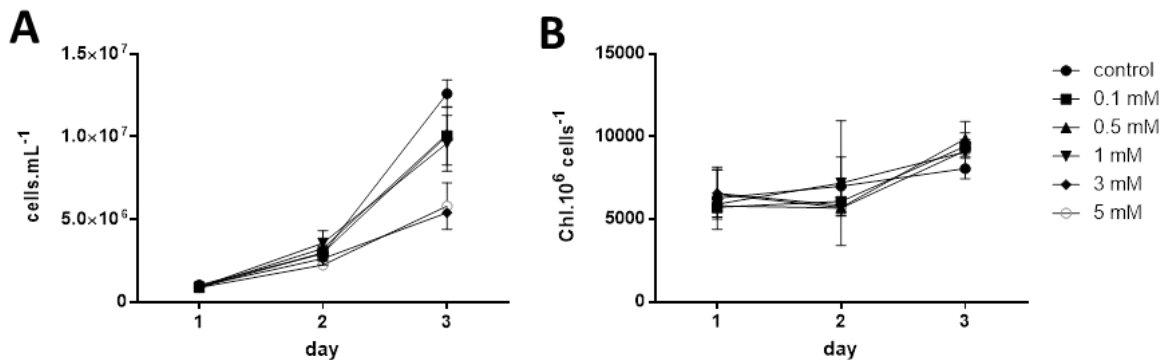 A
1.5×10⁷
1.0×10⁷
5.0×10⁶
0
cells.mL⁻¹
1 2 3
day
B
15000
10000
5000
0
Chl.10⁶ cells⁻¹
1 2 3
day
control
0.1 mM
0.5 mM
1 mM
3 mM
5 mM